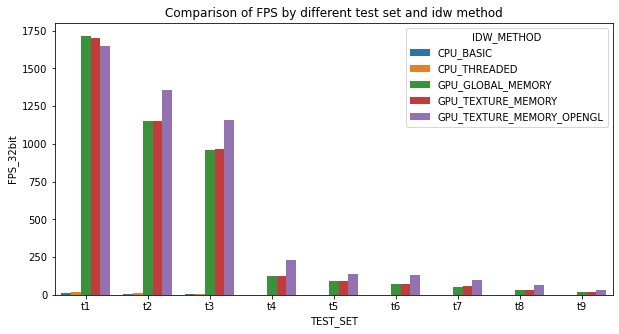 Comparison of FPS by different test set and idw method
IDW_METHOD
CPU_BASIC
CPU_THREADED
GPU_GLOBAL_MEMORY
GPU_TEXTURE_MEMORY
GPU_TEXTURE_MEMORY_OPENGL
FPS_32bit
1750
1500
1250
1000
750
500
250
0
t1 t2 t3 t4 t5 t6 t7 t8 t9
TEST_SET